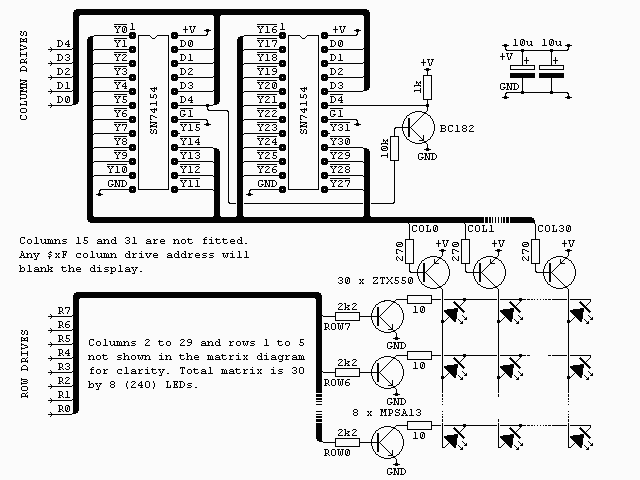 COLUMN DRIVES
D4
D3
D2
D1
D0
Y0
Y1
Y2
Y3
Y4
Y5
Y6
Y7
Y8
Y9
Y10
GND
1
SN74154
+V
D0
D1
D2
D3
D4
G1
Y15
Y14
Y13
Y12
Y11
Y16
Y17
Y18
Y19
Y20
Y21
Y22
Y23
Y24
Y25
Y26
GND
1
SN74154
+V
D0
D1
D2
D3
D4
G1
Y31
Y30
Y29
Y28
Y27
+V
1k
10k
BC182
GND
10u 10u
+V
+
+
GND
Columns 15 and 31 are not fitted.
Any $xF column drive address will
blank the display.
COL0
COL1
COL30
270
+V
270
+V
270
+V
30 x ZTX550
ROW DRIVES
R7
R6
R5
R4
R3
R2
R1
R0
Columns 2 to 29 and rows 1 to 5
not shown in the matrix diagram
for clarity. Total matrix is 30
by 8 (240) LEDs.
2k2
ROW7
10
GND
2k2
ROW6
10
GND
8 x MPSA13
2k2
ROW0
10
GND